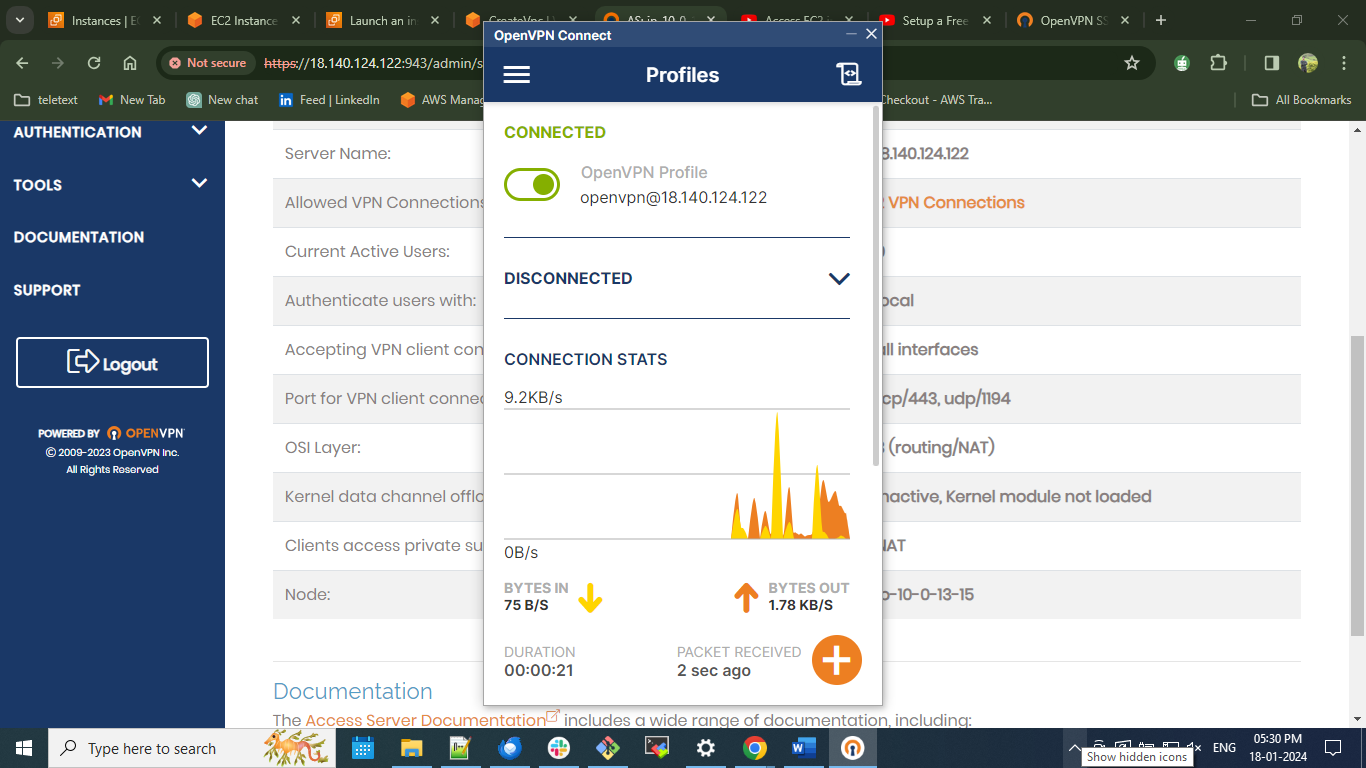 Instances | EC
EC2 Instance
Launch an in
CreateVpc | V
Access EC2 i
Setup a Free
OpenVPN SS
OpenVPN Connect
Not secure
https://18.140.124.122:943/admin/s
Profiles
teletext
New Tab
New chat
Feed | LinkedIn
AWS Manag
Checkout - AWS Tra...
All Bookmarks
AUTHENTICATION
TOOLS
DOCUMENTATION
SUPPORT
Logout
POWERED BY OPENVPN
© 2009-2023 OpenVPN Inc.
All Rights Reserved
Server Name:
8.140.124.122
Allowed VPN Connections
VPN Connections
Current Active Users:
Authenticate users with:
ocal
Accepting VPN client con
all interfaces
Port for VPN client connec
cp/443, udp/1194
OSI Layer:
3 (routing/NAT)
Kernel data channel offlo
nactive, Kernel module not loaded
Clients access private su
NAT
Node:
p-10-0-13-15
CONNECTED
OpenVPN Profile
openvpn@18.140.124.122
DISCONNECTED
CONNECTION STATS
9.2KB/s
0B/s
BYTES IN
75 B/S
BYTES OUT
1.78 KB/S
DURATION
00:00:21
PACKET RECEIVED
2 sec ago
Documentation
The Access Server Documentation includes a wide range of documentation, including:
Type here to search
ENG
05:30 PM
18-01-2024
Show hidden icons